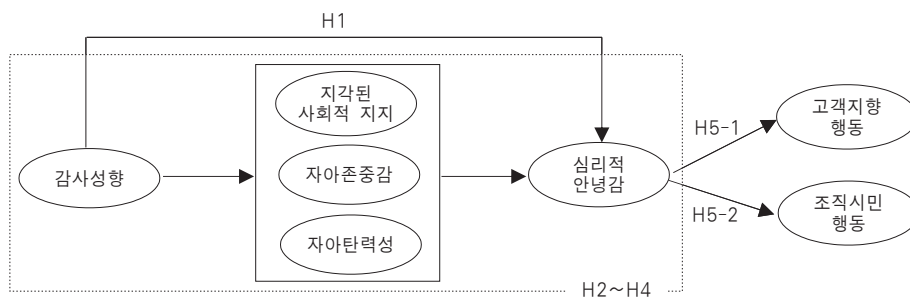 H1
지각된
사회적 지지
고객지향
행동
H5-1
감사성향
자아존중감
심리적
안녕감
H5-2
조직시민
행동
자아탄력성
H2~H4